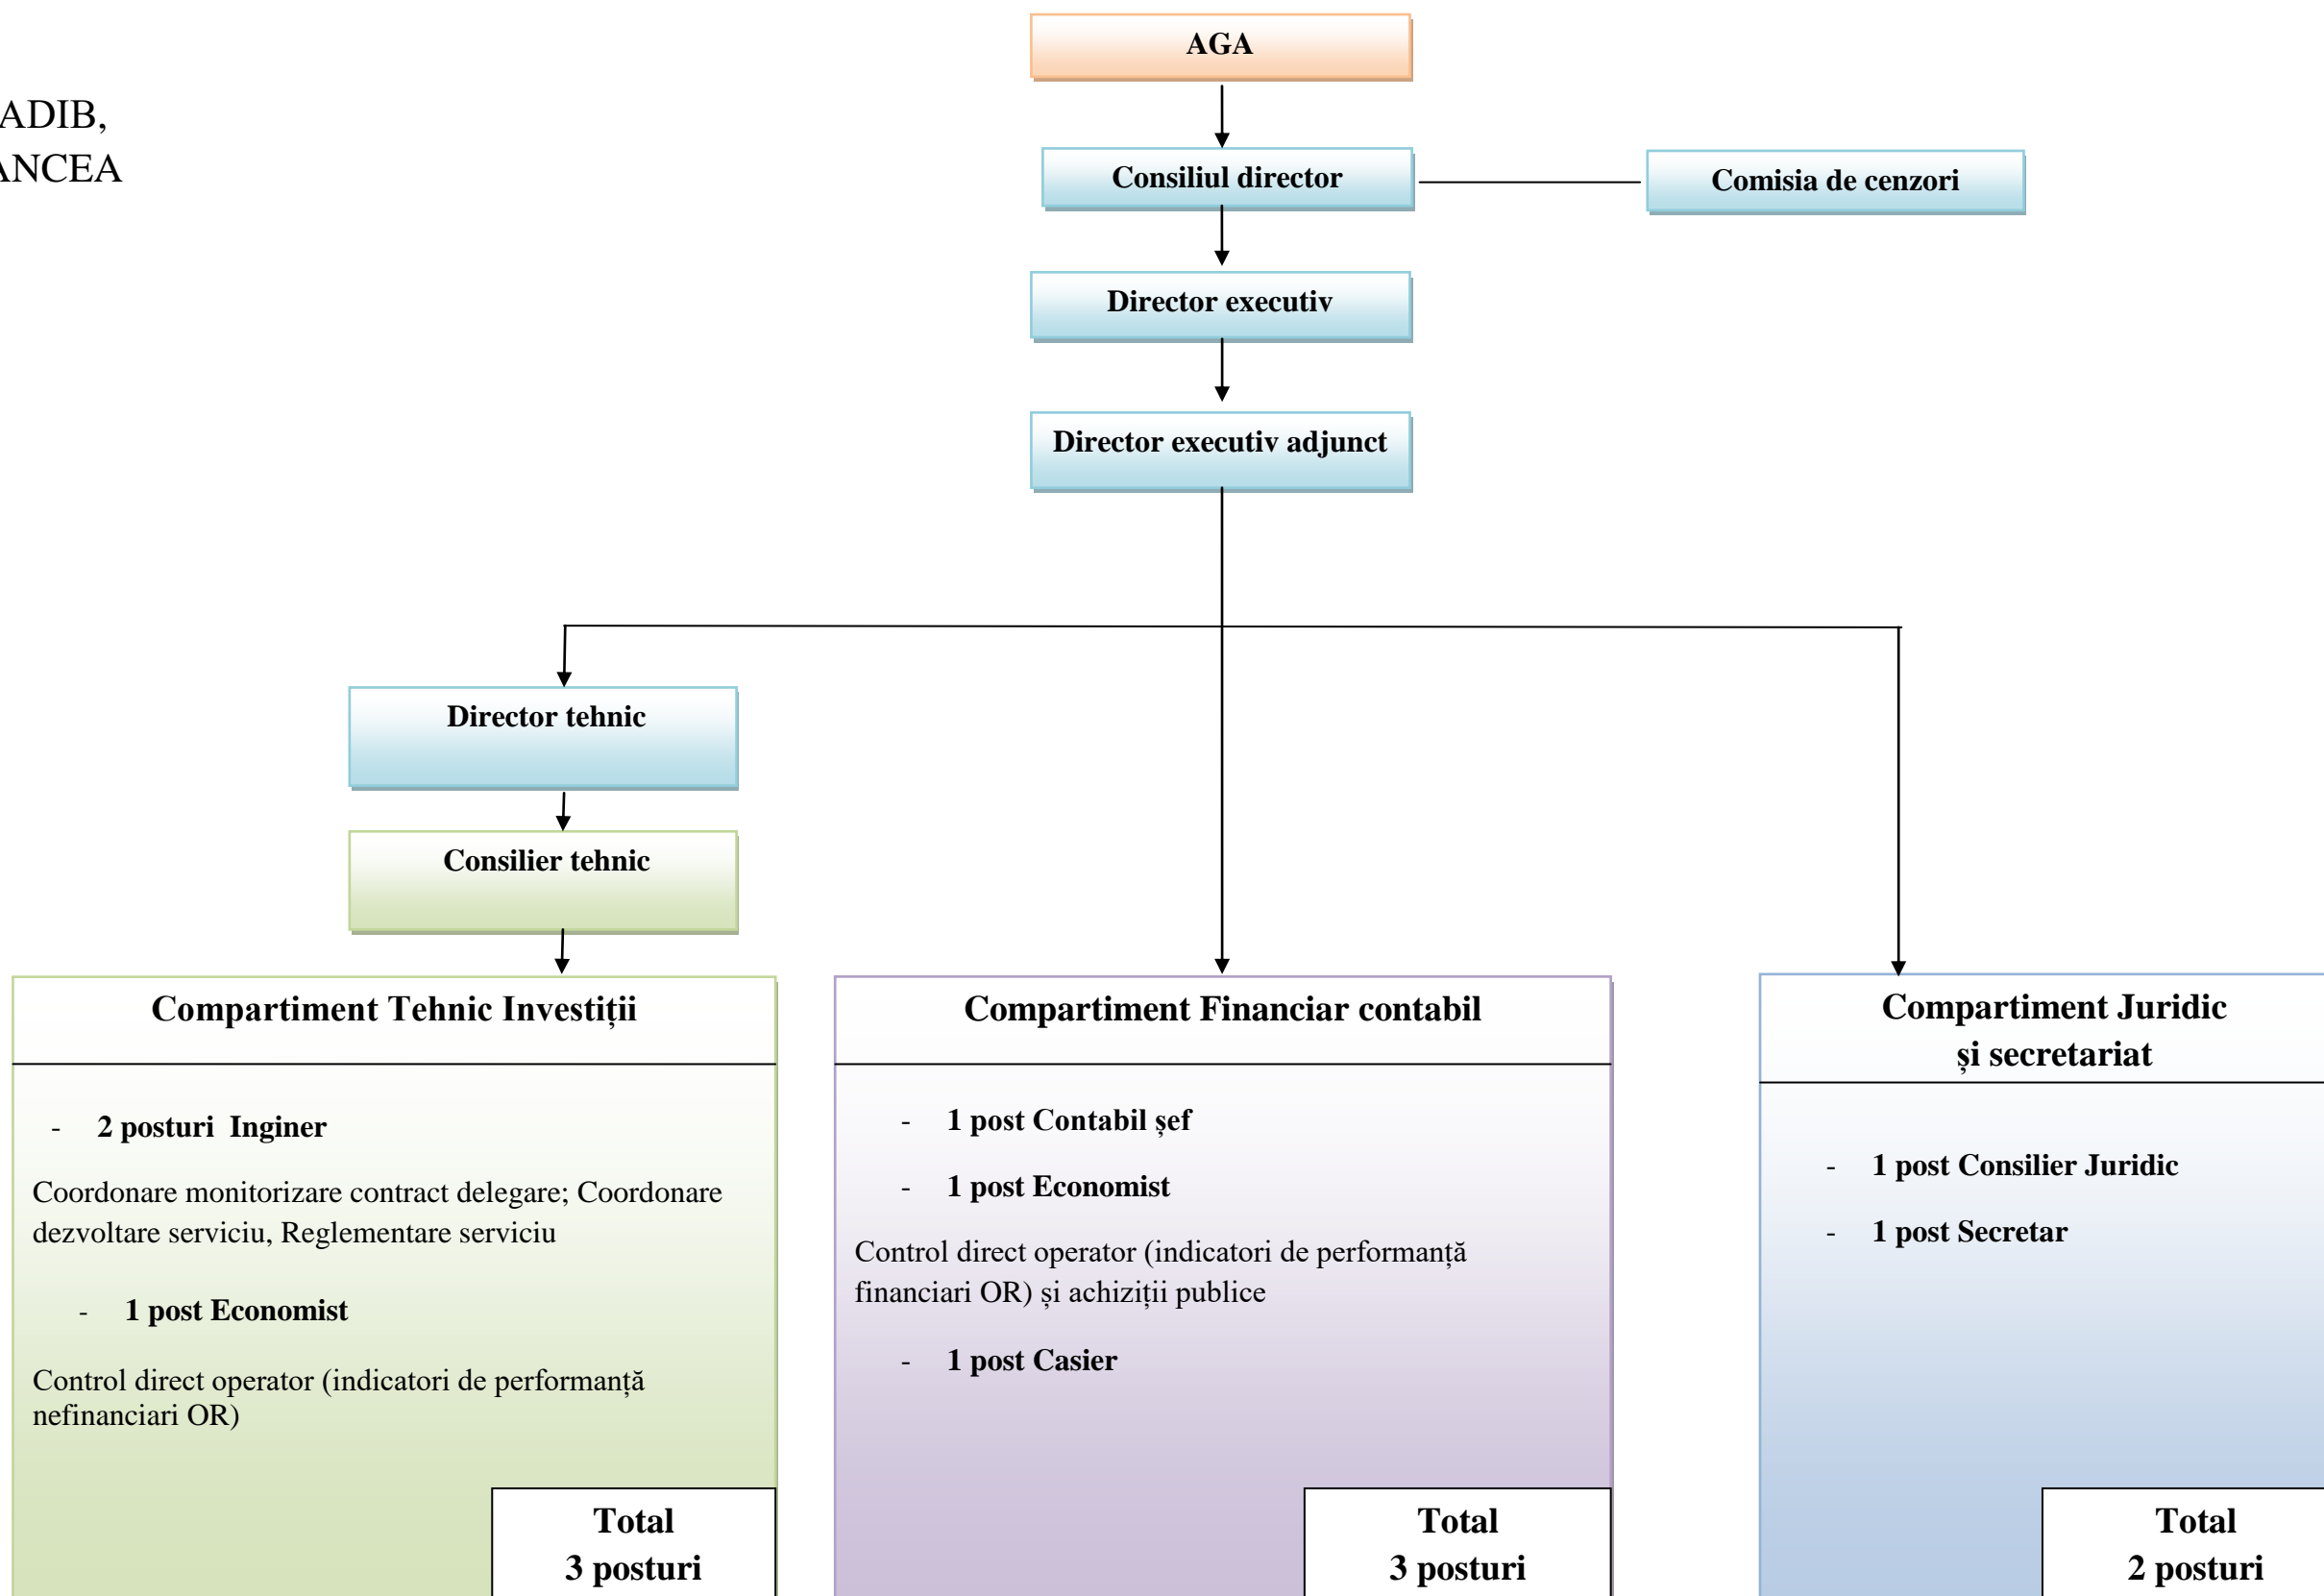 AGA
ADIB,
Consiliul director
Comisia de cenzori
Director executiv
Director executiv adjunct
Director tehnic
Consilier tehnic
Compartiment Tehnic Investiții
- 2 posturi Inginer
Coordonare monitorizare contract delegare; Coordonare
dezvoltare serviciu, Reglementare serviciu
- 1 post Economist
Control direct operator (indicatori de performanță
nefinanciari OR)
Total
3 posturi
Compartiment Financiar contabil
- 1 post Contabil șef
- 1 post Economist
Control direct operator (indicatori de performanță
financiari OR) și achiziții publice
- 1 post Casier
Total
3 posturi
Compartiment Juridic
și secretariat
- 1 post Consilier Juridic
- 1 post Secretar
Total
2 posturi